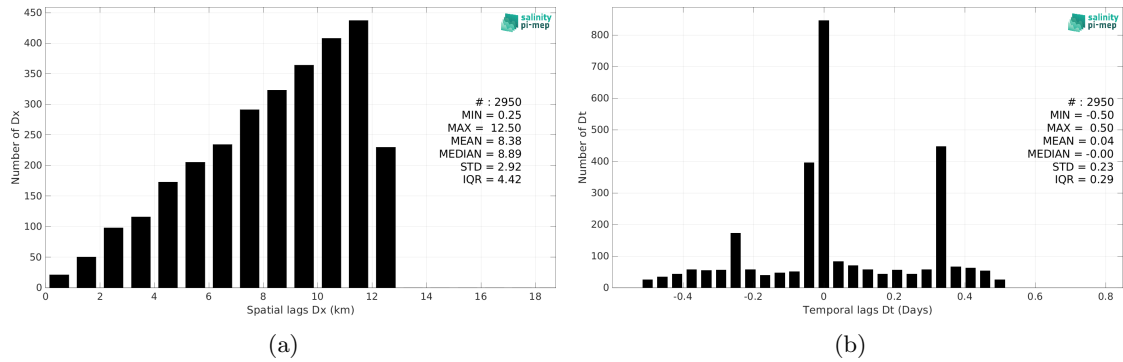 450
400
350
300
250
200
150
100
50
0
Number of Dx
0 2 4 6 8 10 12 14 16 18
Spatial lags Dx (km)
salinity
pi-mep
# : 2950
MIN = 0.25
MAX = 12.50
MEAN = 8.38
MEDIAN = 8.89
STD = 2.92
IQR = 4.42
(a)
800
700
600
500
400
300
200
100
0
Number of Dt
-0.4 -0.2 0 0.2 0.4 0.6 0.8
Temporal lags Dt (Days)
salinity
pi-mep
# : 2950
MIN = -0.50
MAX = 0.50
MEAN = 0.04
MEDIAN = -0.00
STD = 0.23
IQR = 0.29
(b)